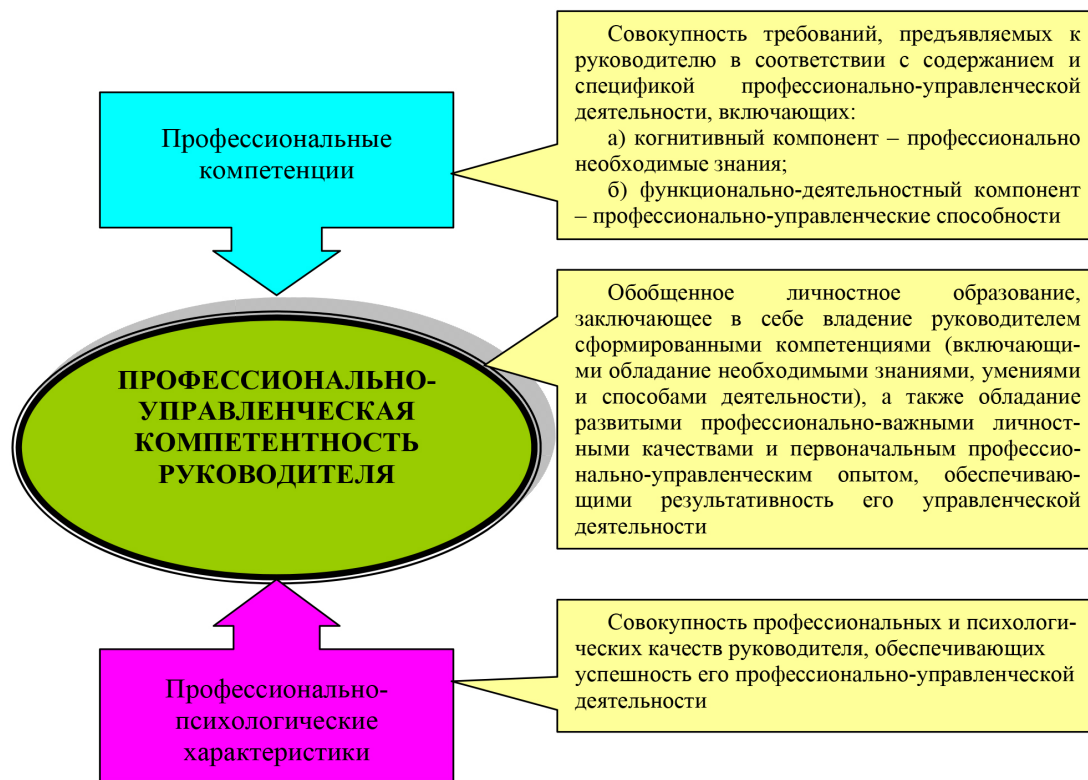 Профессиональные
компетенции
Совокупность требований, предъявляемых к
руководителю в соответствии с содержанием и
спецификой профессионально-управленческой
деятельности, включающих:
а) когнитивный компонент – профессионально
необходимые знания;
б) функционально-деятельностный компонент
– профессионально-управленческие способности
ПРОФЕССИОНАЛЬНО-
УПРАВЛЕНЧЕСКАЯ
КОМПЕТЕНТНОСТЬ
РУКОВОДИТЕЛЯ
Обобщенное личностное образование,
заключающее в себе владение руководителем
сформированными компетенциями (включающи-
ми обладание необходимыми знаниями, умениями
и способами деятельности), а также обладание
развитыми профессионально-важными личност-
ными качествами и первоначальным профессио-
нально-управленческим опытом, обеспечиваю-
щими результативность его управленческой
деятельности
Профессионально-
психологические
характеристики
Совокупность профессиональных и психологи-
ческих качеств руководителя, обеспечивающих
успешность его профессионально-управленческой
деятельности